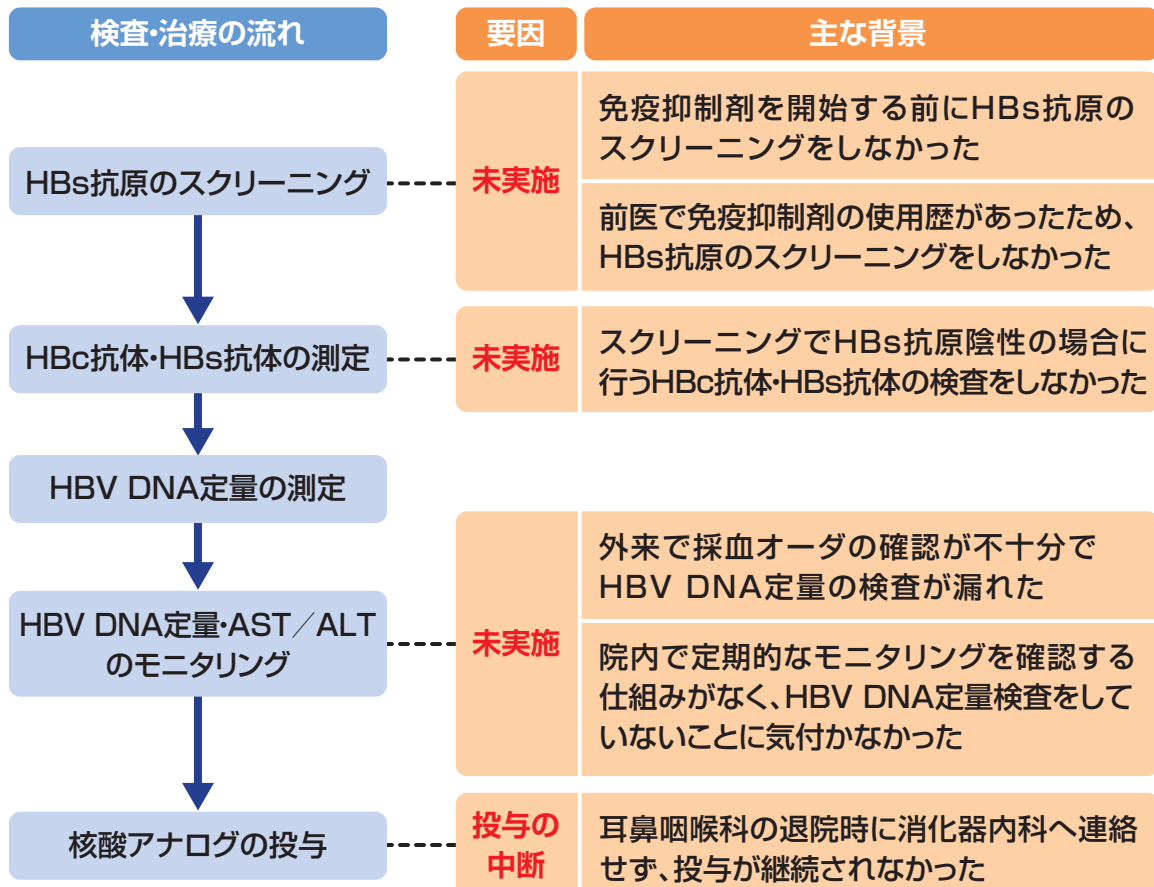 検査・治療の流れ
要因
主な背景
HBs抗原のスクリーニング
未実施
免疫抑制剤を開始する前にHBs抗原の
スクリーニングをしなかった
前医で免疫抑制剤の使用歴があったため、
HBs抗原のスクリーニングをしなかった
HBc抗体・HBs抗体の測定
未実施
スクリーニングでHBs抗原陰性の場合に
行うHBc抗体・HBs抗体の検査をしなかった
HBV DNA定量の測定
HBV DNA定量・AST／ALT
のモニタリング
未実施
外来で採血オーダの確認が不十分で
HBV DNA定量の検査が漏れた
院内で定期的なモニタリングを確認する
仕組みがなく、HBV DNA定量検査をして
いないことに気付かなかった
核酸アナログの投与
投与の
中断
耳鼻咽喉科の退院時に消化器内科へ連絡
せず、投与が継続されなかった